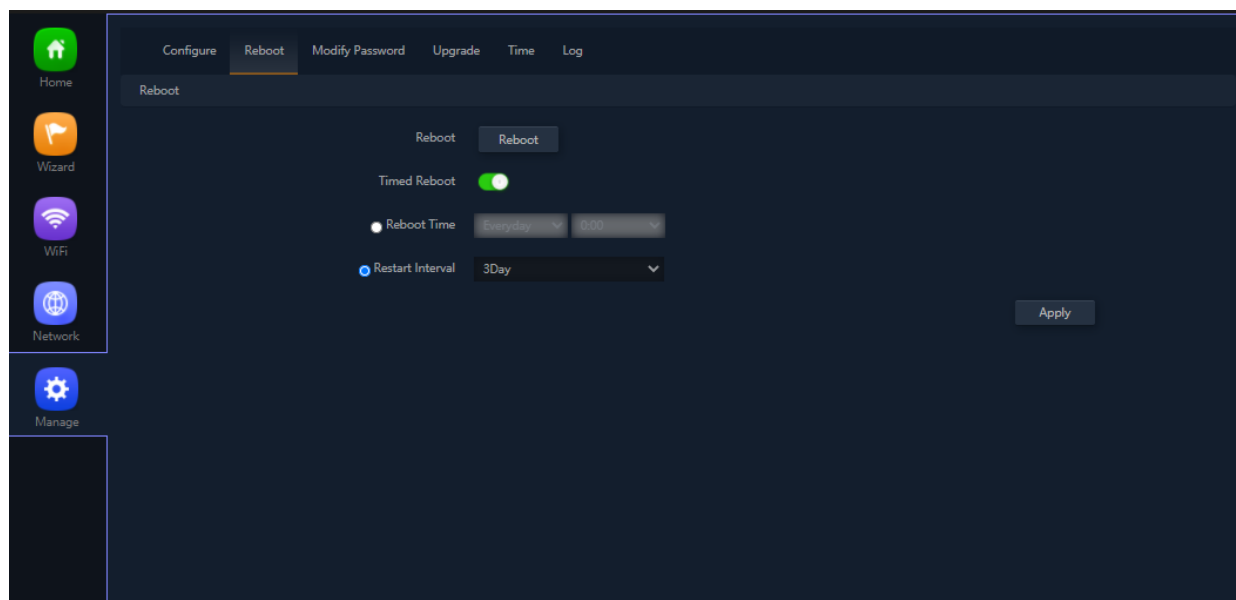 Home
Wizard
WiFi
Network
Manage
Configure Reboot Modify Password Upgrade Time Log
Reboot
Reboot Reboot
Timed Reboot
Reboot Time Everyday 0:00
Restart Interval 3Day
Apply